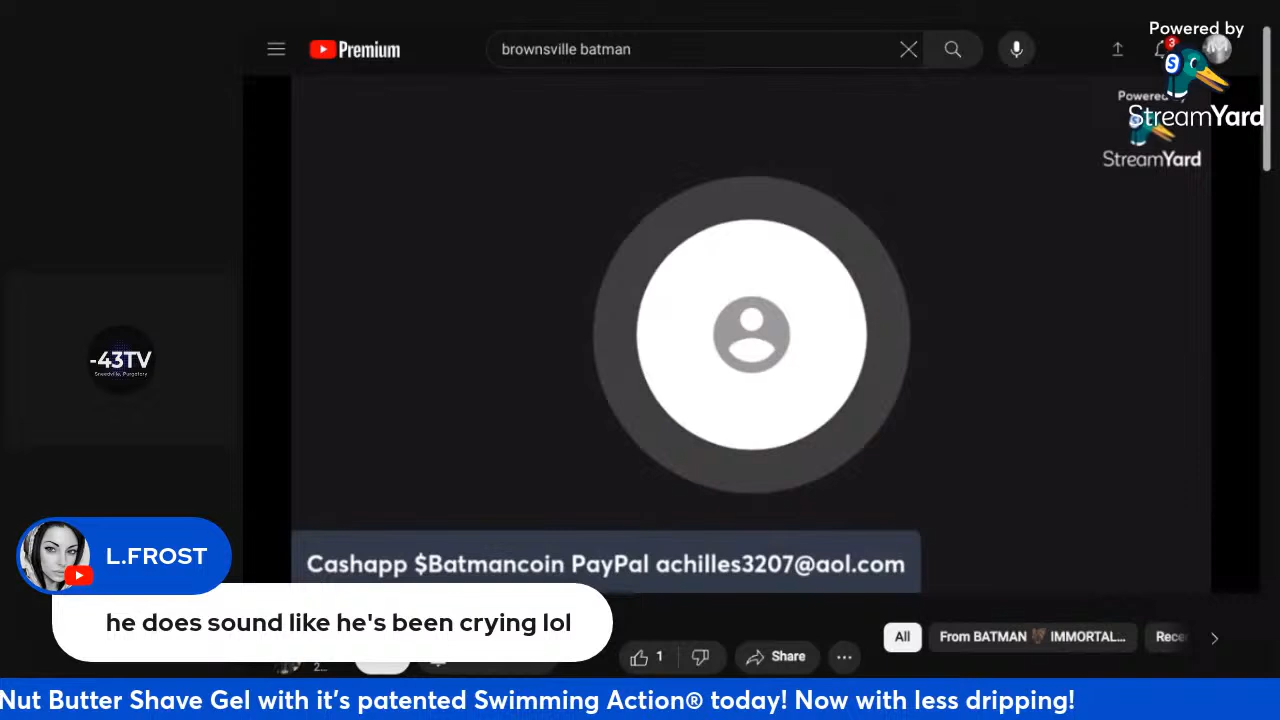 Powered by
StreamYard
Premium
brownsville batman
3
StreamYard
-43TV
Cashapp $Batmancoin PayPal achilles3207@aol.com
L.FROST
he does sound like he's been crying lol
All
From BATMAN IMMORTAL...
1
Share
2...
Nut Butter Shave Gel with it's patented Swimming Action® today! Now with less dripping!